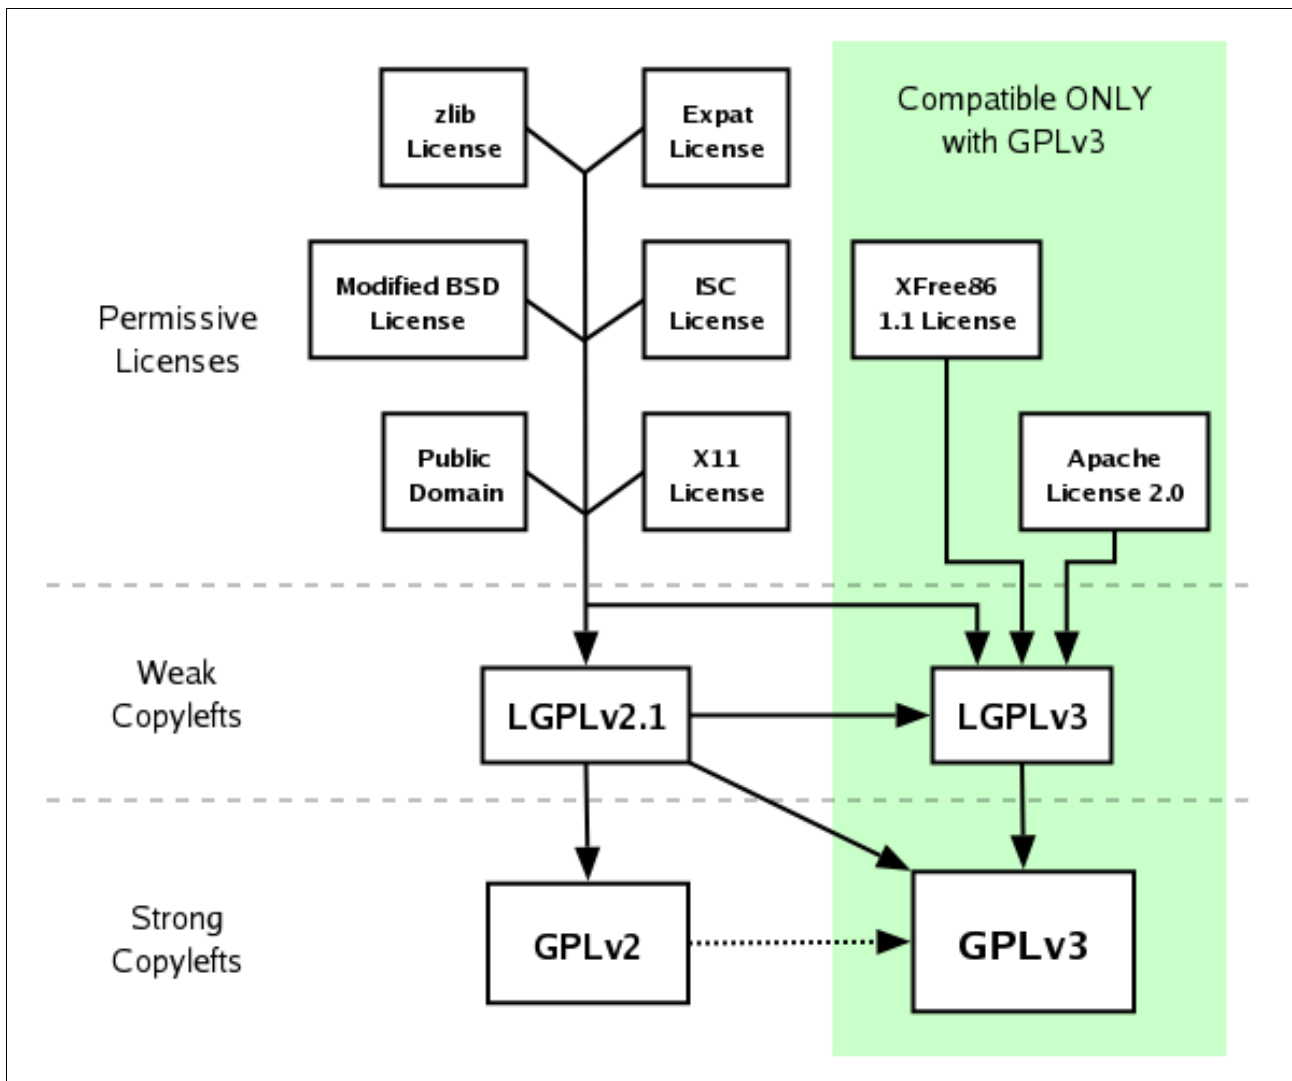 zlib
License
Expat
License
Compatible ONLY
with GPLv3
Permissive
Licenses
Modified BSD
License
ISC
License
XFree86
1.1 License
Public
Domain
X11
License
Apache
License 2.0
Weak
Copylefts
LGPLv2.1
LGPLv3
Strong
Copylefts
GPLv2
GPLv3